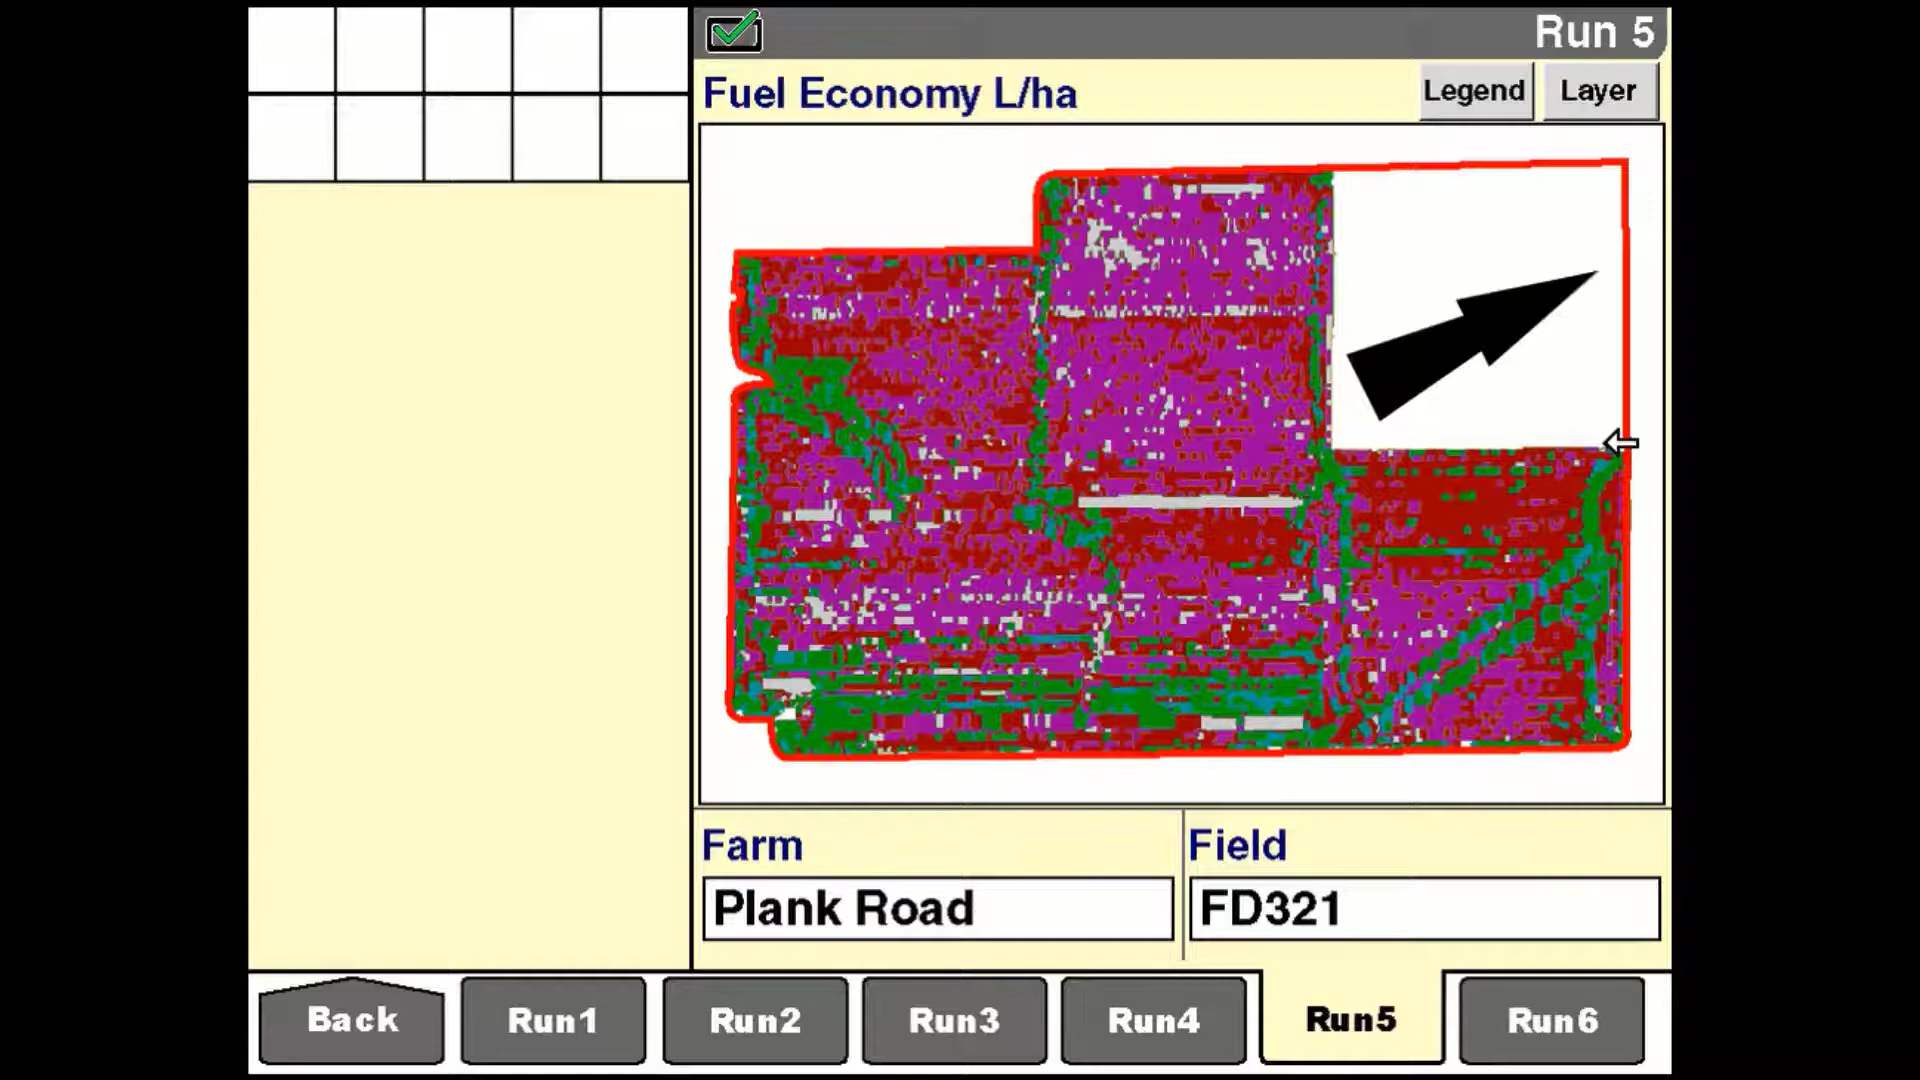 Run 5
Fuel Economy L/ha
Legend
Layer
Farm
Field
Plank Road
FD321
Back
Run1
Run2
Run3
Run4
Run5
Run6